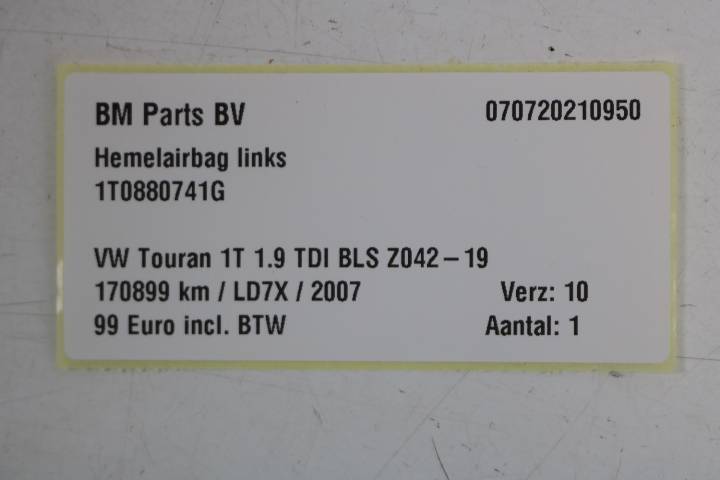 BM Parts BV 070720210950
Hemelairbag links
1T0880741G
VW Touran 1T 1.9 TDI BLS Z042-19
170899 km / LD7X / 2007 Verz: 10
99 Euro incl. BTW Aantal: 1